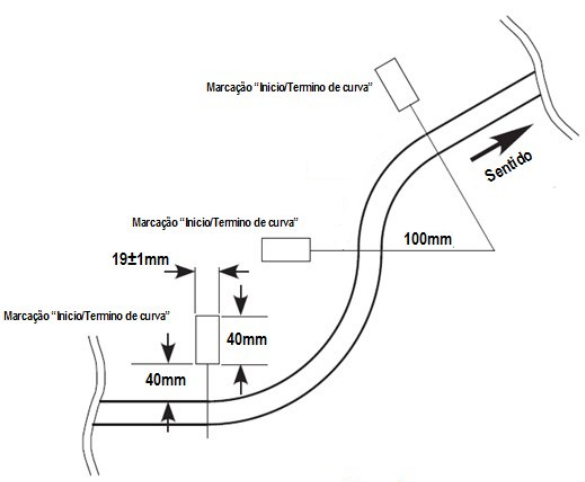 Marcação “Inicio/Termino de curva”
Sentido
Marcação “Inicio/Termino de curva”
100mm
19±1mm
Marcação “Inicio/Termino de curva”
40mm
40mm